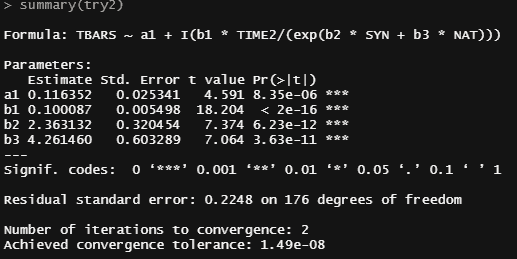 > summary(try2)
Formula: TBARS ~ a1 + I(b1 * TIME2/(exp(b2 * SYN + b3 * NAT)))
Parameters:
Estimate Std. Error t value Pr(>|t|)
a1 0.116352 0.025341 4.591 8.35e-06 ***
b1 0.100087 0.005498 18.204 < 2e-16 ***
b2 2.363132 0.320454 7.374 6.23e-12 ***
b3 4.261460 0.603289 7.064 3.63e-11 ***
---
Signif. codes: 0 ‘***’ 0.001 ‘**’ 0.01 ‘*’ 0.05 ‘.’ 0.1 ‘ ’ 1
Residual standard error: 0.2248 on 176 degrees of freedom
Number of iterations to convergence: 2
Achieved convergence tolerance: 1.49e-08